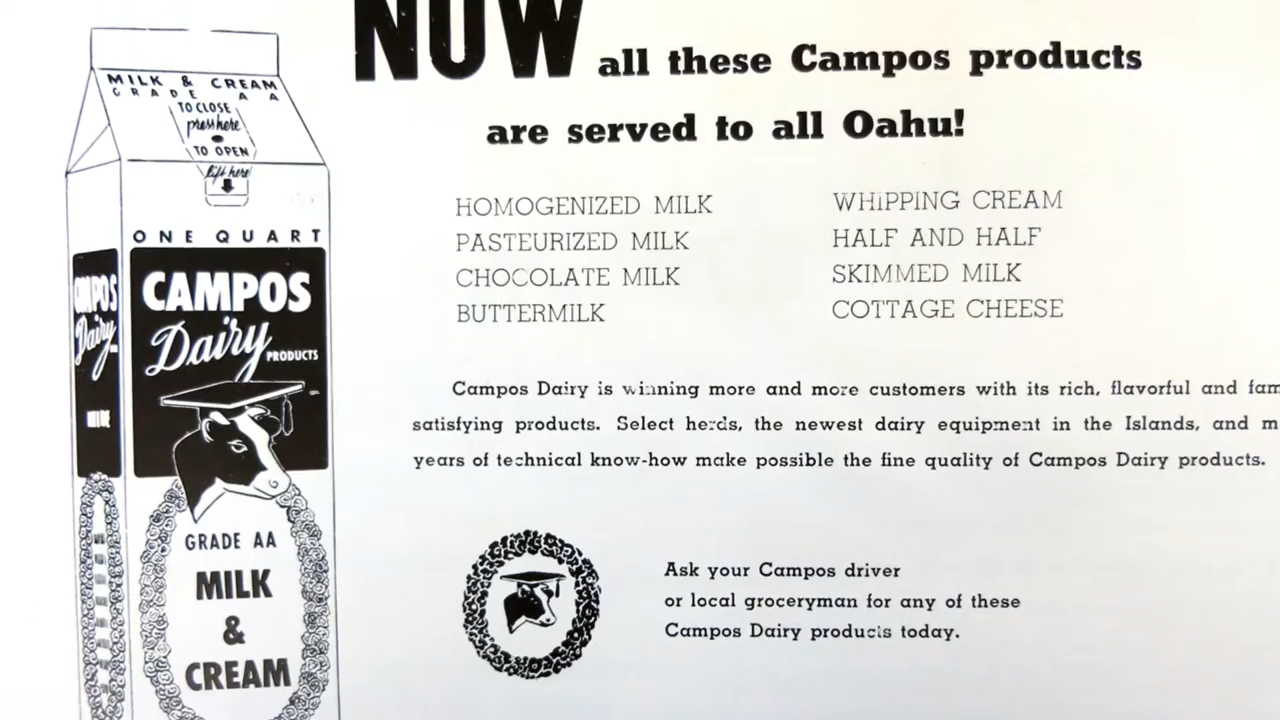 MILK & CREAM
GRADE AA
TO CLOSE
press here
TO OPEN
lift here
ONE QUART
CAMPOS
Dairy PRODUCTS
GRADE AA
MILK
&
CREAM
CAMPOS
Dairy
NOW all these Campos products
are served to all Oahu!
HOMOGENIZED MILK
PASTEURIZED MILK
CHOCOLATE MILK
BUTTERMILK
WHIPPING CREAM
HALF AND HALF
SKIMMED MILK
COTTAGE CHEESE
Campos Dairy is winning more and more customers with its rich, flavorful and
satisfying products. Select herds, the newest dairy equipment in the Islands, and
years of technical know-how make possible the fine quality of Campos Dairy products.
Ask your Campos driver
or local groceryman for any of these
Campos Dairy products today.